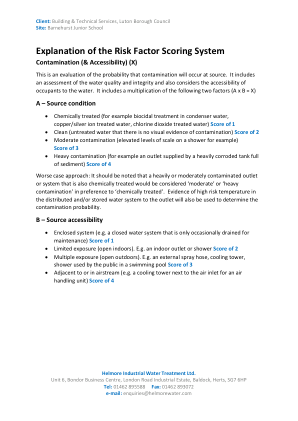 Client: Building & Technical Services, Luton Borough Council
Site: Barnehurst Junior School
Explanation of the Risk Factor Scoring System
Contamination (& Accessibility) (X)
This is an evaluation of the probability that contamination will occur at source. It includes
an assessment of the water quality and integrity and also considers the accessibility of
occupants to the water. It includes a multiplication of the following two factors (A x B = X)
A – Source condition
• Chemically treated (for example biocidal treatment in condenser water,
copper/silver ion treated water, chlorine dioxide treated water) Score of 1
• Clean (untreated water that there is no visual evidence of contamination) Score of 2
• Moderate contamination (elevated levels of scale on a shower for example)
Score of 3
• Heavy contamination (for example an outlet supplied by a heavily corroded tank full
of sediment) Score of 4
Worse case approach: It should be noted that a heavily or moderately contaminated outlet
or system that is also chemically treated would be considered 'moderate' or 'heavy
contamination' in preference to 'chemically treated'. Evidence of high risk temperature in
the distributed and/or stored water system to the outlet will also be used to determine the
contamination probability.
B – Source accessibility
• Enclosed system (e.g. a closed water system that is only occasionally drained for
maintenance) Score of 1
• Limited exposure (open indoors). E.g. an indoor outlet or shower Score of 2
• Multiple exposure (open outdoors). E.g. an external spray hose, cooling tower,
shower used by the public in a swimming pool Score of 3
• Adjacent to or in airstream (e.g. a cooling tower next to the air inlet for an air
handling unit) Score of 4
Helmore Industrial Water Treatment Ltd.
Unit 6, Bondor Business Centre, London Road Industrial Estate, Baldock, Herts, SG7 6HP
Tel: 01462 895588 Fax: 01462 893872
e-mail: enquiries@helmorewater.com